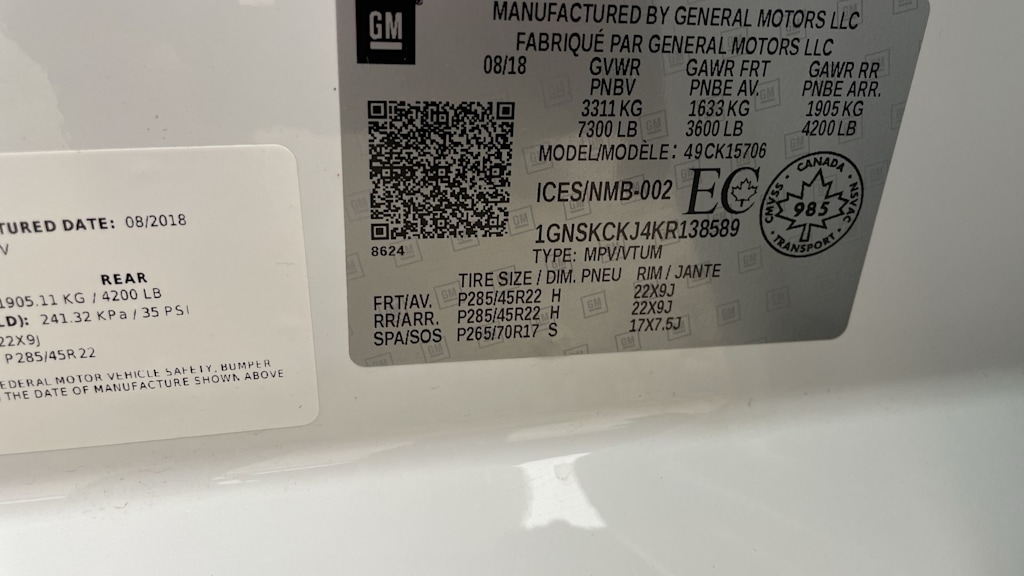 GM
MANUFACTURED BY GENERAL MOTORS LLC
FABRIQUÉ PAR GENERAL MOTORS LLC
08/18 GVWR GAWR FRT GAWR RR
PNBV PNBE AV. PNBE ARR.
3311 KG 1633 KG 1905 KG
7300 LB 3600 LB 4200 LB
MODEL/MODÈLE: 49CK15706
ICES/NMB-002 EC
CANADA
SSVAC NSVAC
985
TRANSPORT
8624
1GNSKCKJ4KR138589
TYPE: MPV/VTUM
TIRE SIZE / DIM. PNEU RIM / JANTE
FRT/AV. P285/45R22 H 22X9J
RR/ARR. P285/45R22 H 22X9J
SPA/SOS P265/70R17 S 17X7.5J
TURED DATE: 08/2018
V
REAR
1905.11 KG / 4200 LB
LD): 241.32 KPa / 35 PSI
22X9J
P285/45R22
EDERAL MOTOR VEHICLE SAFETY, BUMPER
THE DATE OF MANUFACTURE SHOWN ABOVE